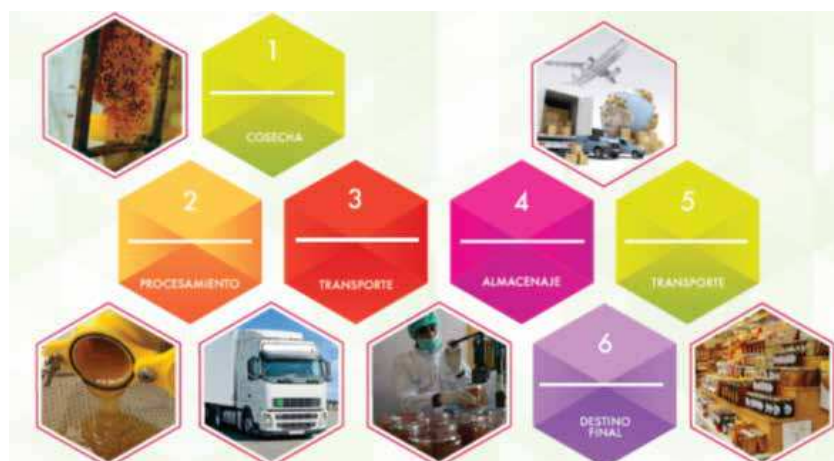 1
COSECHA
2
PROCESAMIENTO
3
TRANSPORTE
4
ALMACENAJE
5
TRANSPORTE
6
DESTINO
FINAL